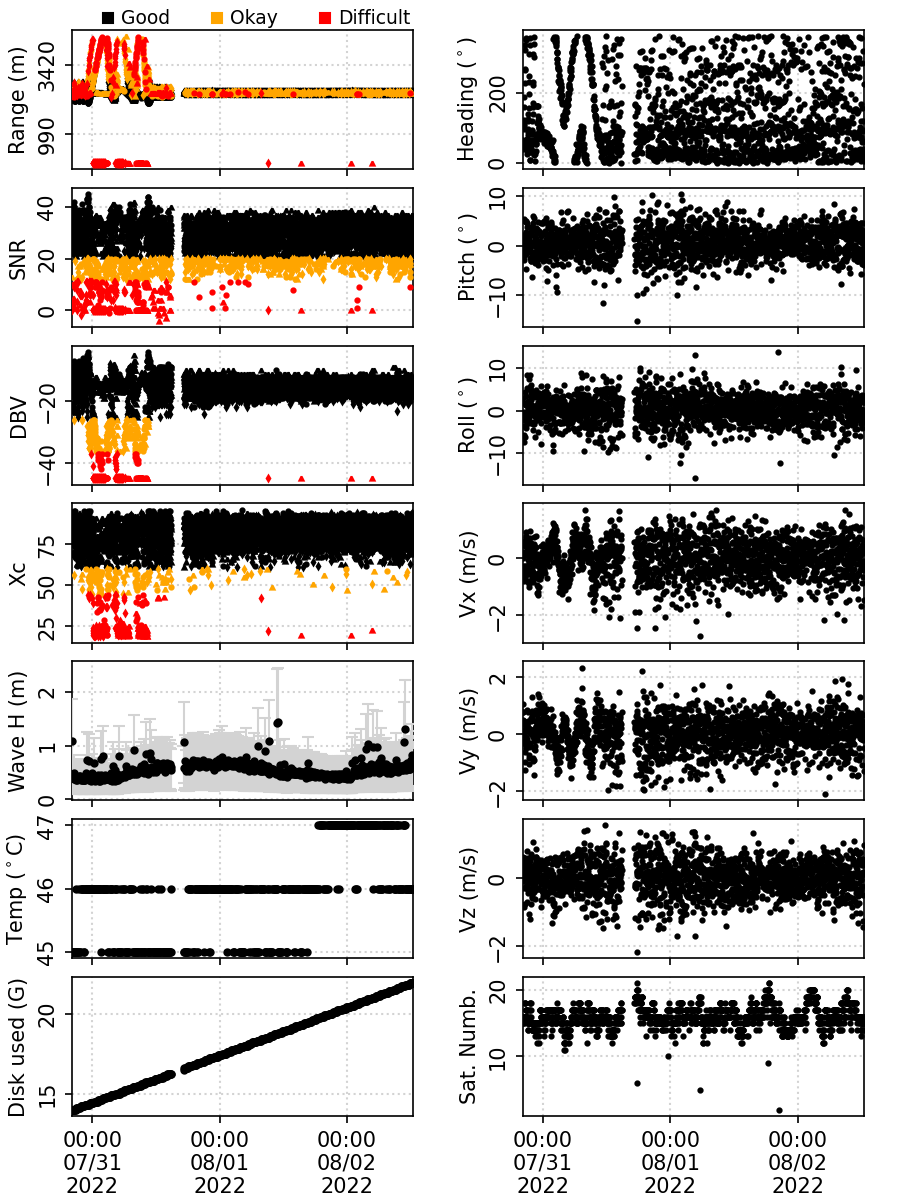 Good Okay Difficult
Range (m)
3420
990
SNR
40
20
0
DBV
−20
−40
Xc
75
50
25
Wave H (m)
2
1
0
Temp (°C)
47
46
45
Disk used (G)
20
15
00:00 00:00 00:00
07/31 08/01 08/02
2022 2022 2022
Heading (°)
200
0
Pitch (°)
10
0
−10
Roll (°)
10
0
−10
Vx (m/s)
0
−2
Vy (m/s)
2
0
−2
Vz (m/s)
0
−2
Sat. Numb.
20
10
00:00 00:00 00:00
07/31 08/01 08/02
2022 2022 2022